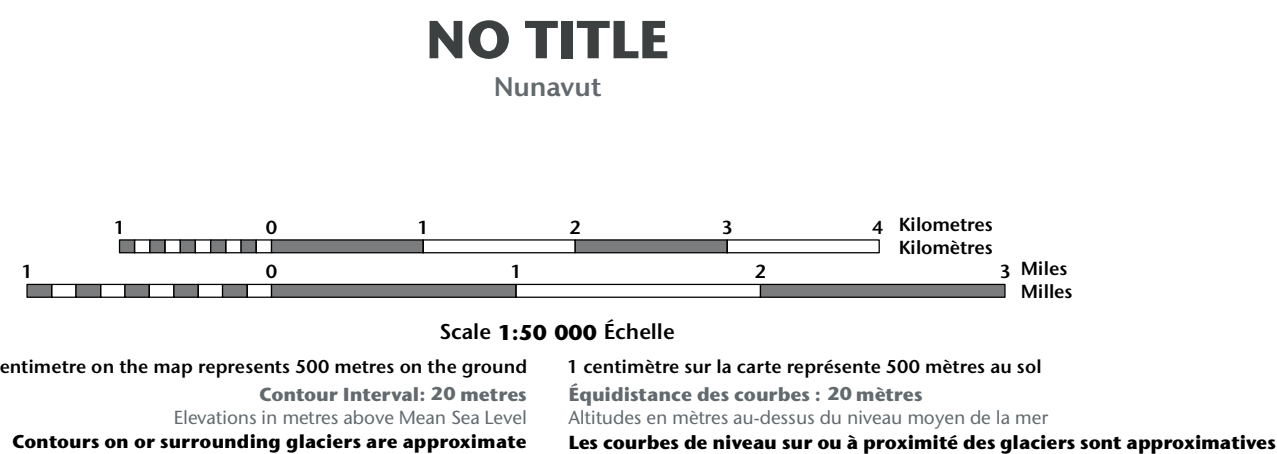 NO TITLE
Nunavut
1 0 1 2 3 4 Kilometres
Kilomètres
1 0 1 2 3 Miles
Milles
Scale 1:50 000 Échelle
entimetre on the map represents 500 metres on the ground
Contour Interval: 20 metres
Elevations in metres above Mean Sea Level
Contours on or surrounding glaciers are approximate
1 centimètre sur la carte représente 500 mètres au sol
Équidistance des courbes : 20 mètres
Altitudes en mètres au-dessus du niveau moyen de la mer
Les courbes de niveau sur ou à proximité des glaciers sont approximatives